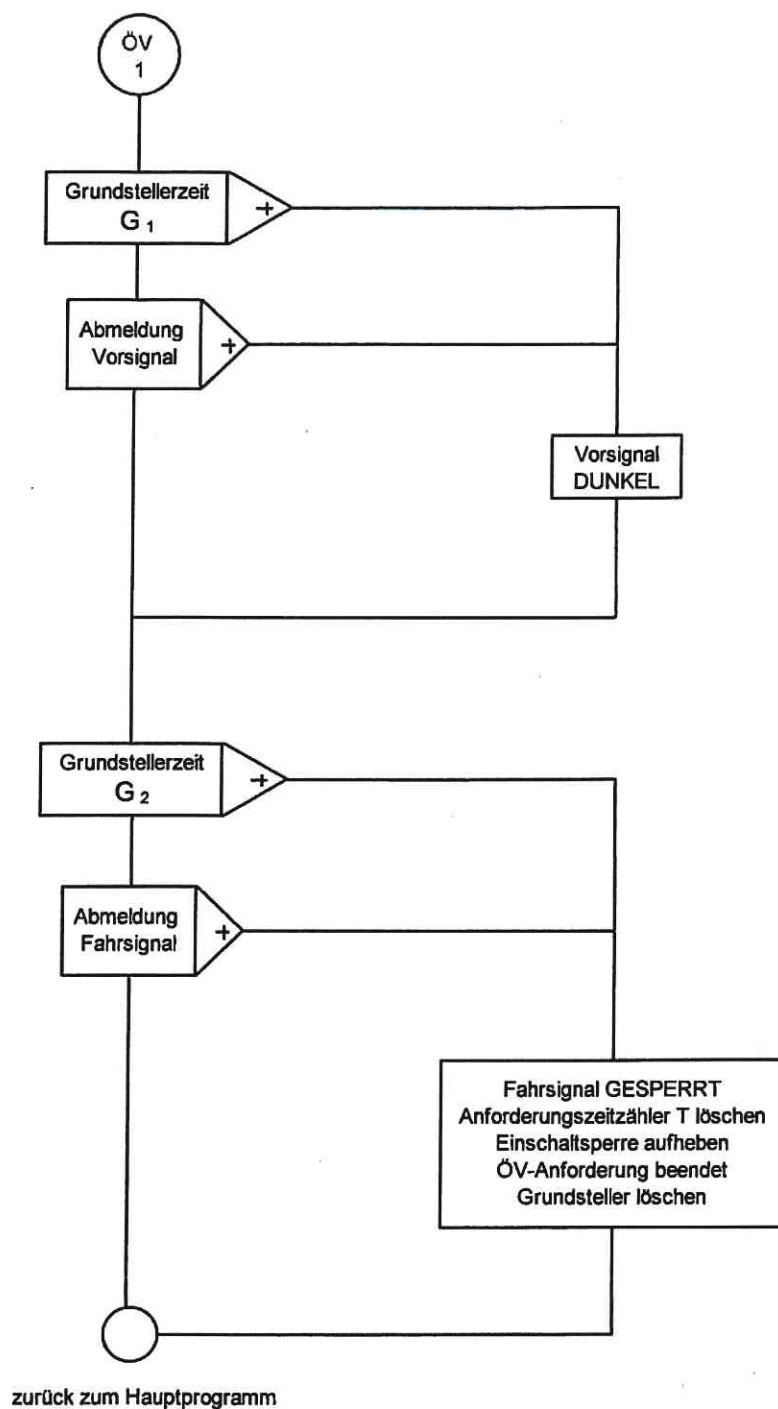 ÖV
1
Grundstellerzeit
G 1
+
Abmeldung
Vorsignal
+
Vorsignal
DUNKEL
Grundstellerzeit
G 2
+
Abmeldung
Fahrsignal
+
Fahrsignal GESPERRT
Anforderungszeitzähler T löschen
Einschaltsperre aufheben
ÖV-Anforderung beendet
Grundsteller löschen
zurück zum Hauptprogramm